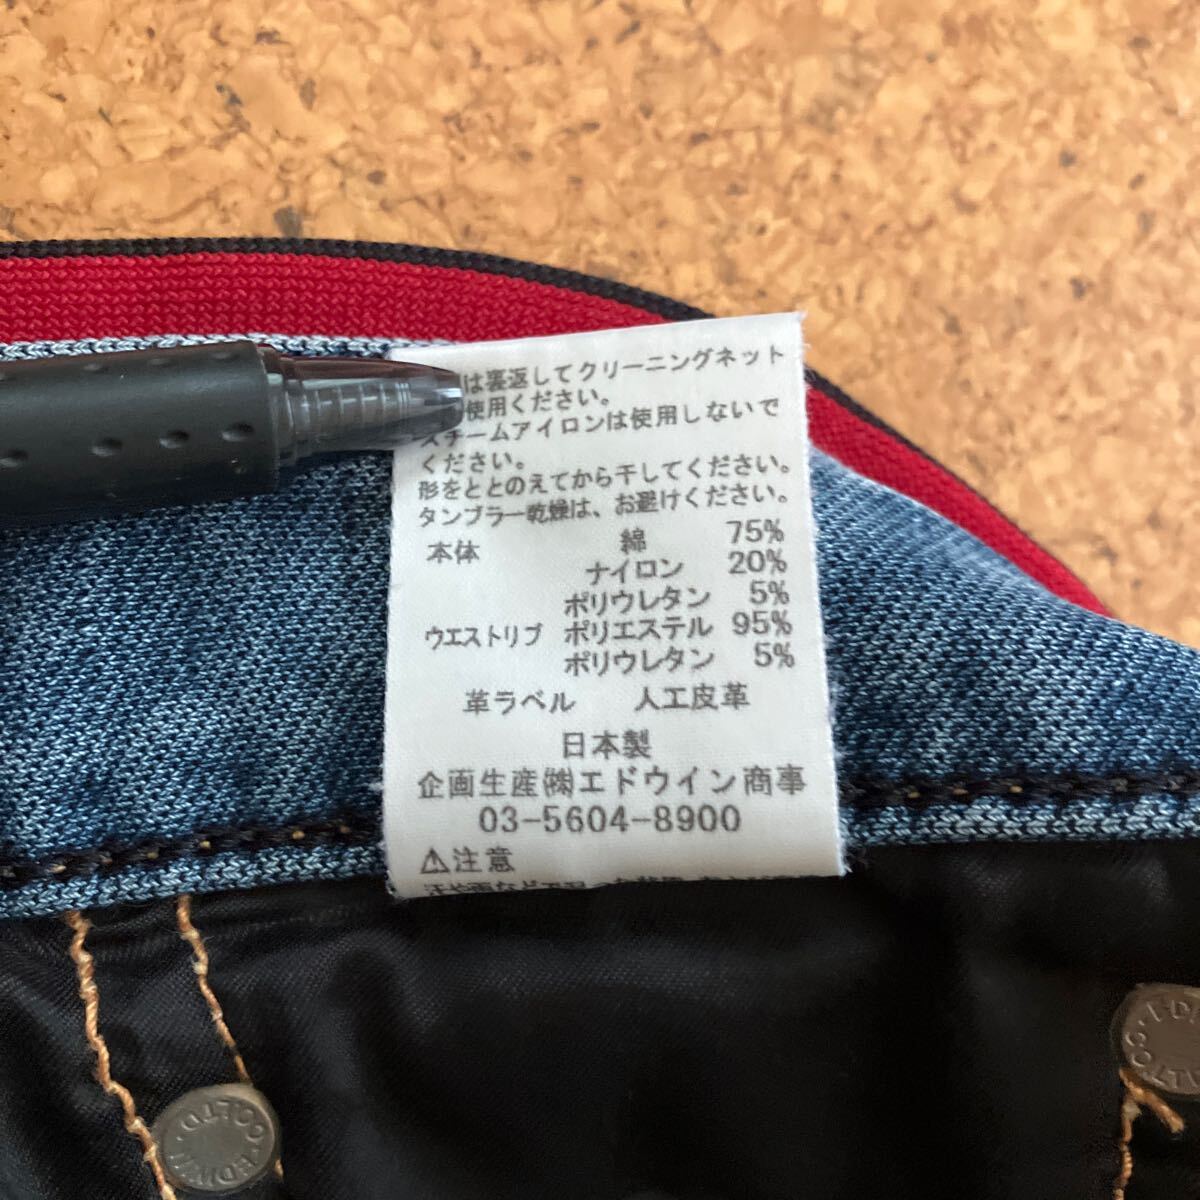 は裏返してクリーニングネット
使用ください。
スチームアイロンは使用しないで
ください。
形をととのえてから干してください。
タンブラー乾燥は、お避けください。
本体 綿 75%
ナイロン 20%
ポリウレタン 5%
ウエストリブ ポリエステル 95%
ポリウレタン 5%
革ラベル 人工皮革
日本製
企画生産㈱エドウイン商事
03-5604-8900
⚠注意
CO.LTD. EDWIN